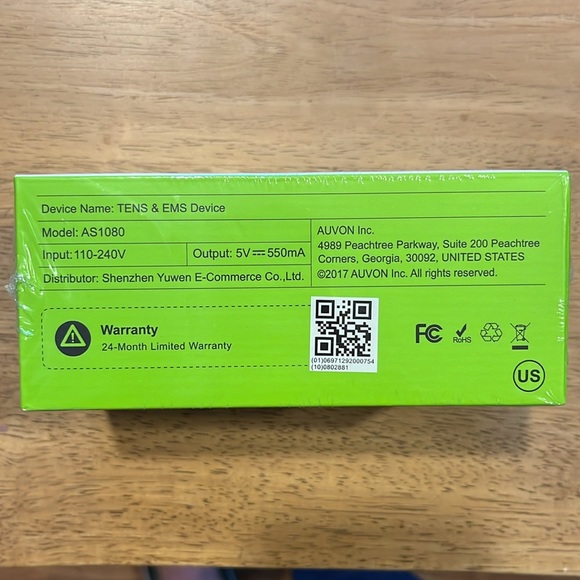 Device Name: TENS & EMS Device
Model: AS1080
Input: 110-240V
Output: 5V⎓550mA
Distributor: Shenzhen Yuwen E-Commerce Co.,Ltd.
AUVON Inc.
4989 Peachtree Parkway, Suite 200 Peachtree
Corners, Georgia, 30092, UNITED STATES
©2017 AUVON Inc. All rights reserved.
Warranty
24-Month Limited Warranty
(01)06971292000754
(10)0802881
FC
RoHS
US